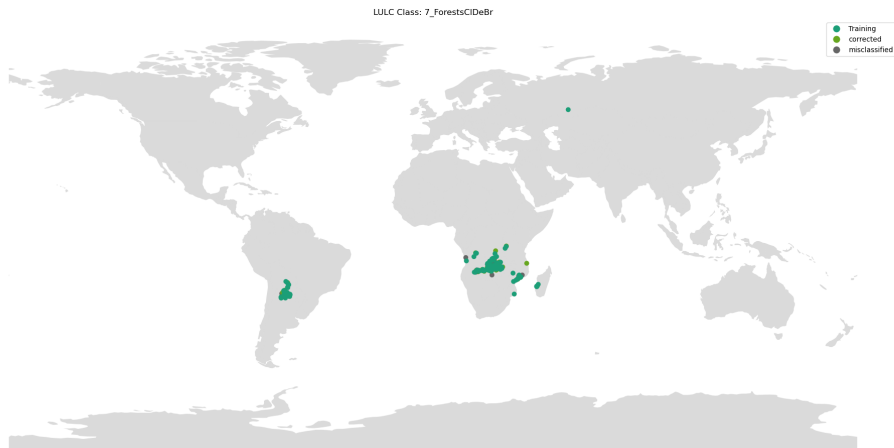 LULC Class: 7_ForestsClDeBr
Training
corrected
misclassified